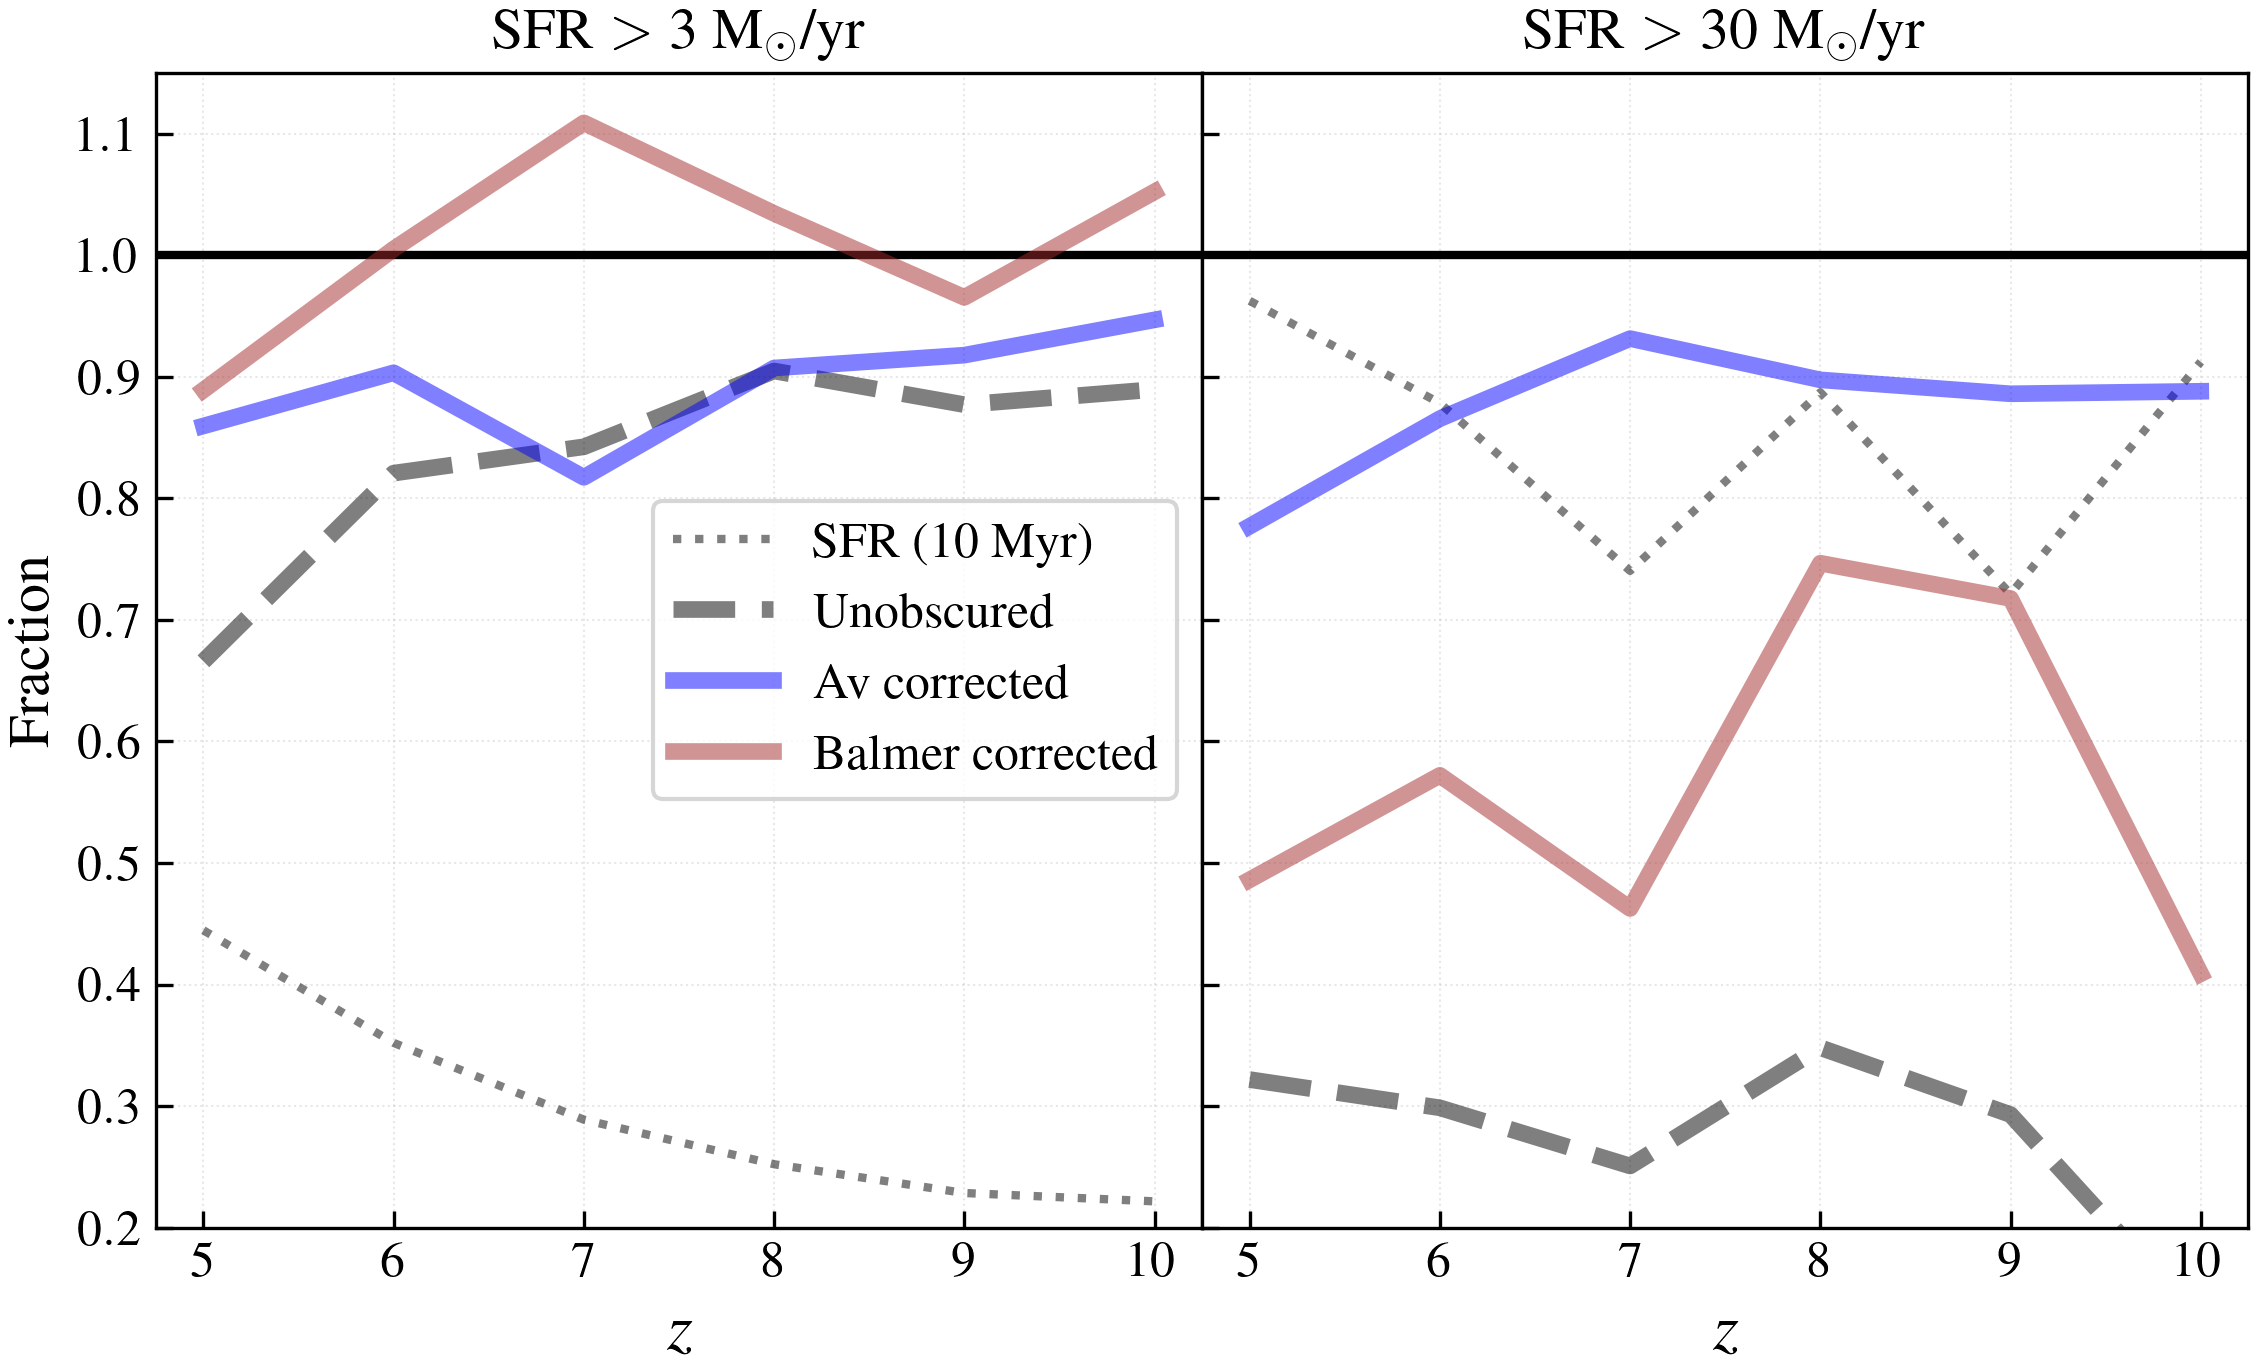 SFR > 3 M☉/yr
SFR > 30 M☉/yr
Fraction
1.1
1.0
0.9
0.8
0.7
0.6
0.5
0.4
0.3
0.2
SFR (10 Myr)
Unobscured
Av corrected
Balmer corrected
5 6 7 8 9 10
5 6 7 8 9 10
z
z